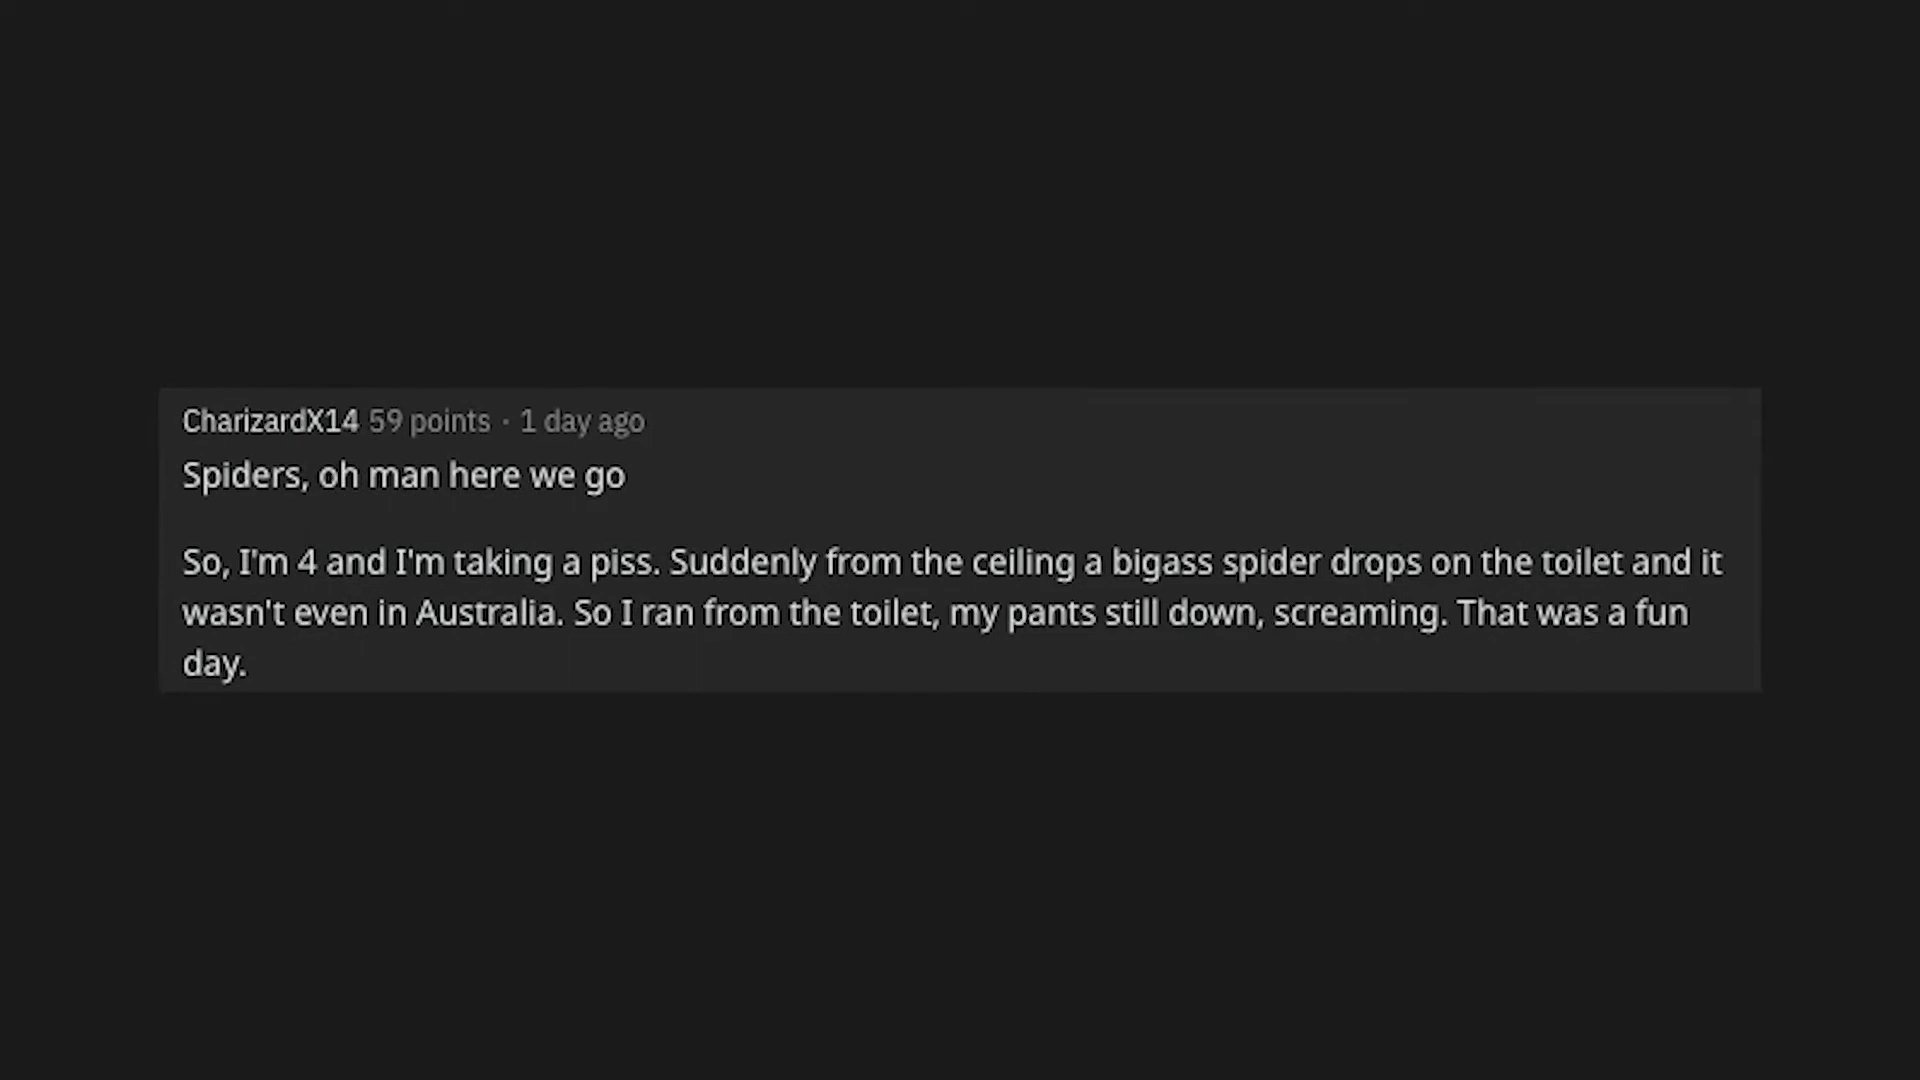 CharizardX14 59 points · 1 day ago
Spiders, oh man here we go
So, I'm 4 and I'm taking a piss. Suddenly from the ceiling a bigass spider drops on the toilet and it
wasn't even in Australia. So I ran from the toilet, my pants still down, screaming. That was a fun
day.